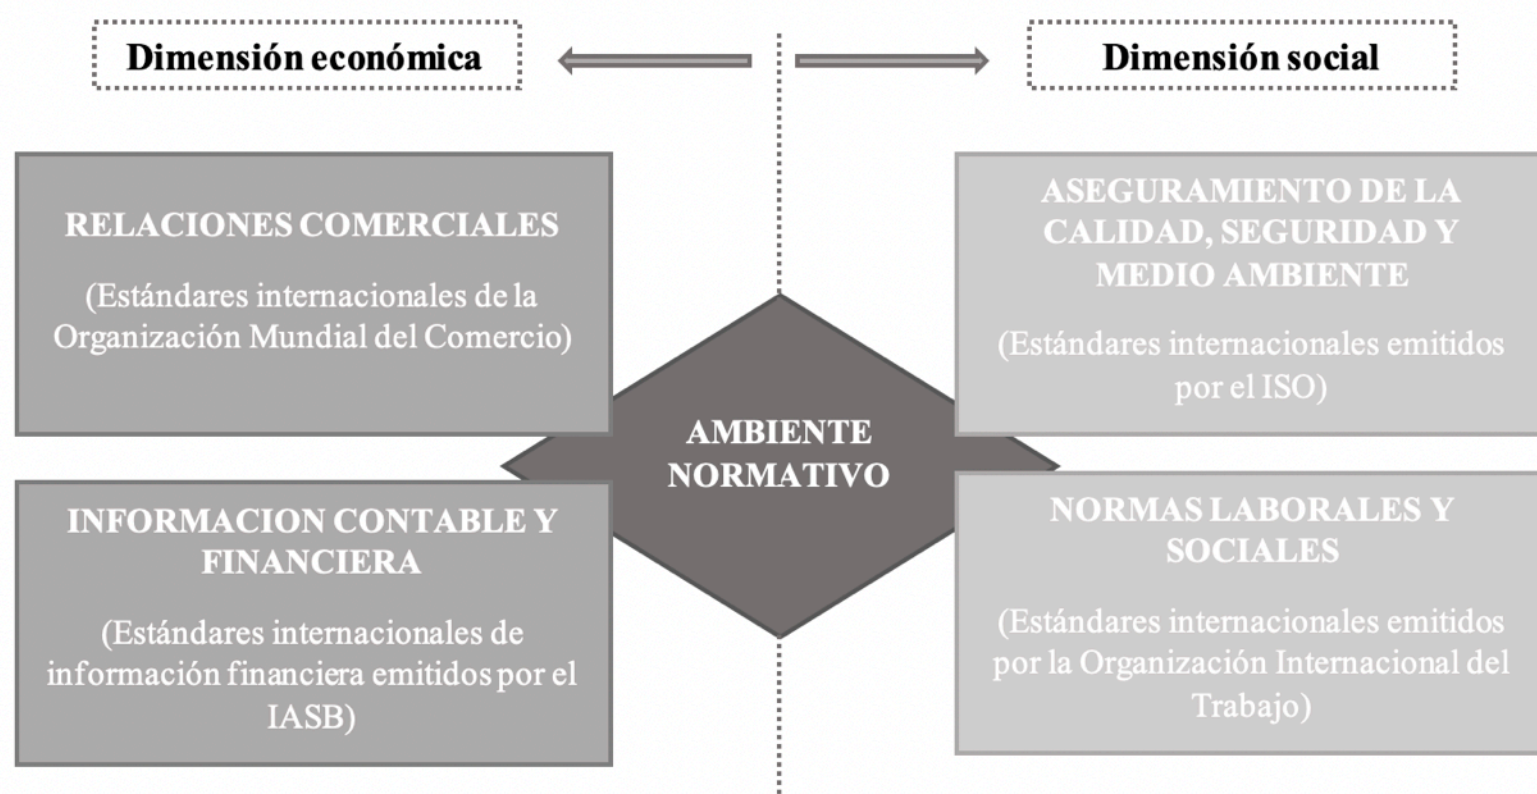 Dimensión económica
Dimensión social
RELACIONES COMERCIALES
(Estándares internacionales de la
Organización Mundial del Comercio)
ASEGURAMIENTO DE LA
CALIDAD, SEGURIDAD Y
MEDIO AMBIENTE
(Estándares internacionales emitidos
por el ISO)
AMBIENTE
NORMATIVO
INFORMACION CONTABLE Y
FINANCIERA
(Estándares internacionales de
información financiera emitidos por el
IASB)
NORMAS LABORALES Y
SOCIALES
(Estándares internacionales emitidos
por la Organización Internacional del
Trabajo)